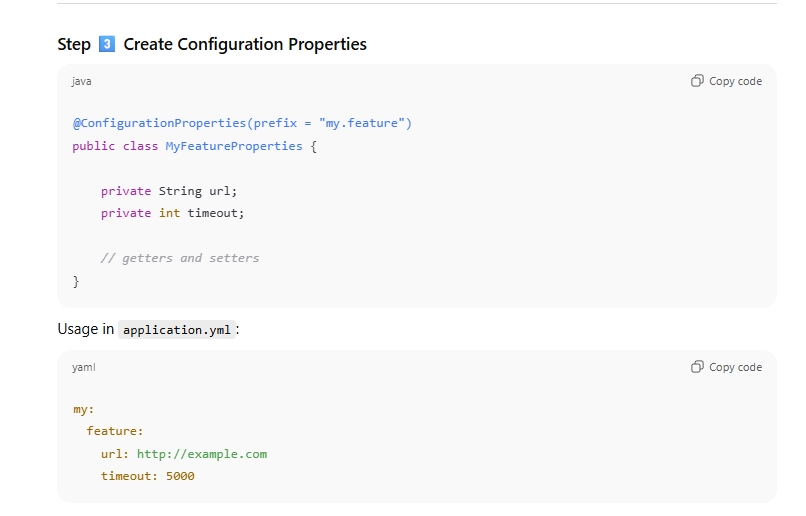 Step 3️⃣ Create Configuration Properties
java
Copy code
@ConfigurationProperties(prefix = "my.feature")
public class MyFeatureProperties {
    private String url;
    private int timeout;
    // getters and setters
}
Usage in application.yml:
yaml
Copy code
my:
  feature:
    url: http://example.com
    timeout: 5000